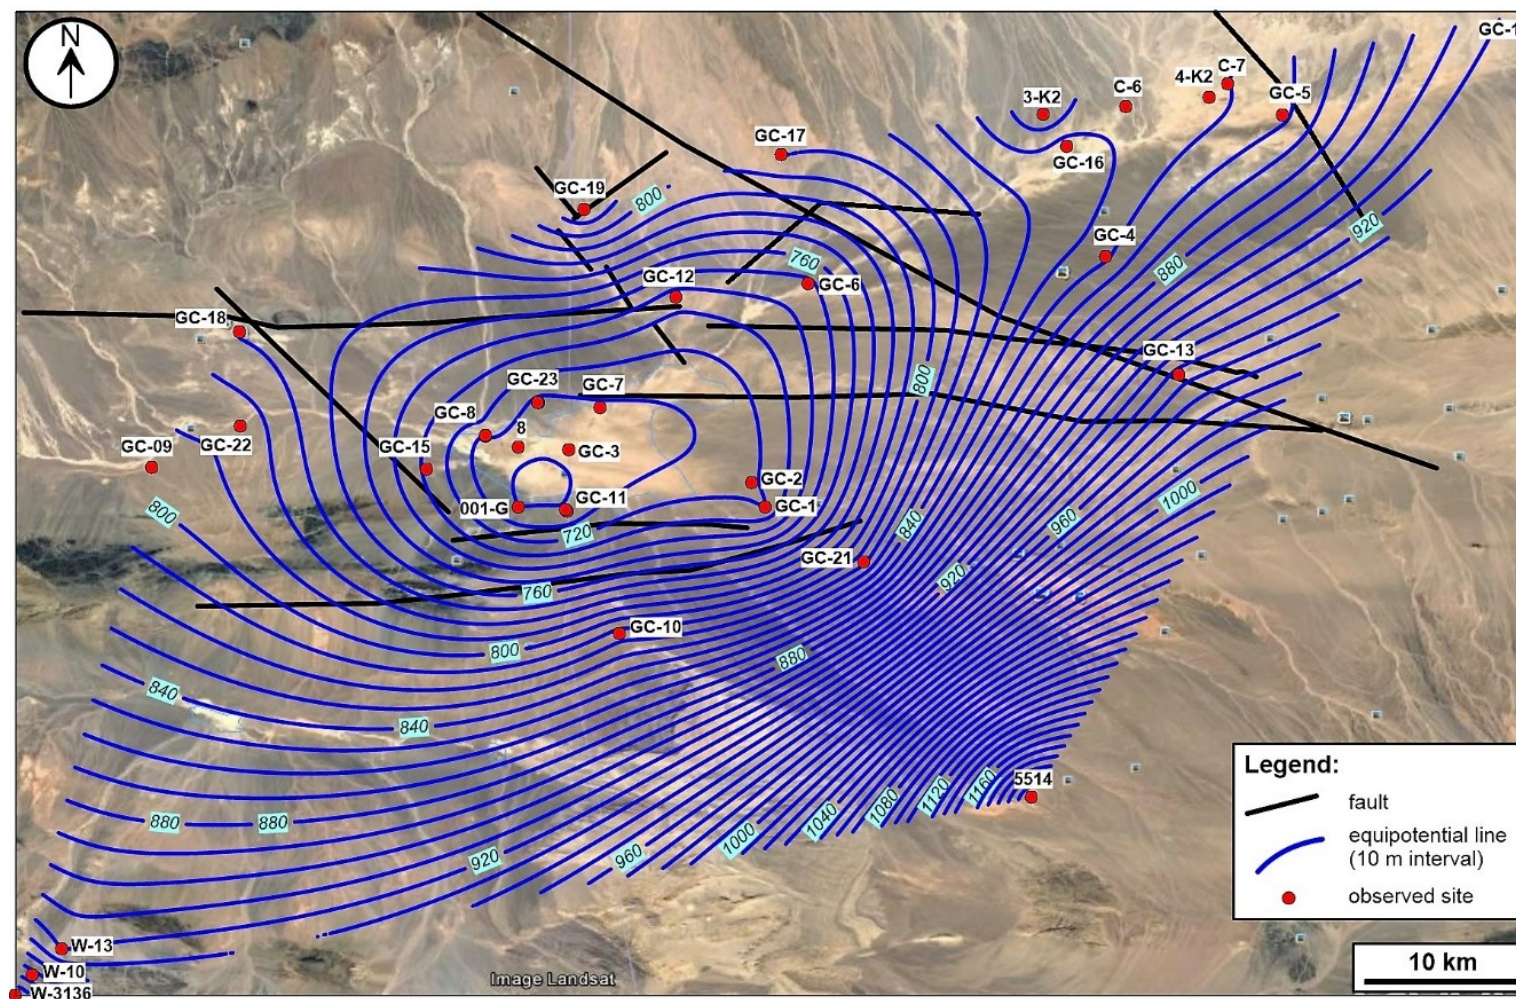 N
GC-1
C-7
4-K2
C-6
3-K2
GC-5
GC-17
GC-16
GC-19
800
920
GC-4
760
880
GC-12
GC-6
GC-18
GC-13
800
GC-23
GC-7
GC-8
8
GC-09
GC-22
GC-15
GC-3
GC-2
1000
001-G
GC-11
GC-1
800
720
840
960
GC-21
920
760
GC-10
800
880
840
840
5514
1160
1120
1080
1040
1000
880
880
920
960
Legend:
fault
equipotential line
(10 m interval)
observed site
W-13
10 km
W-10
W-3136
Image Landsat